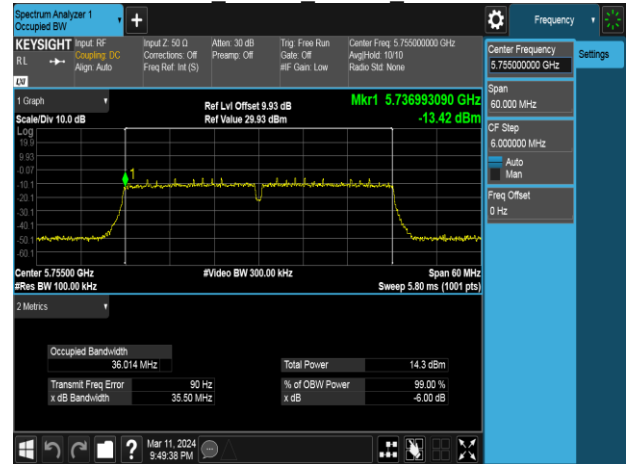 Spectrum Analyzer 1
Occupied BW
+
Frequency
KEYSIGHT
RL
LXI
Input: RF
Coupling: DC
Align: Auto
Input Z: 50 Ω
Corrections: Off
Freq Ref: Int (S)
Atten: 30 dB
Preamp: Off
Trig: Free Run
Gate: Off
#IF Gain: Low
Center Freq: 5.755000000 GHz
Avg|Hold: 10/10
Radio Std: None
Center Frequency
5.755000000 GHz
Settings
Span
60.000 MHz
CF Step
6.000000 MHz
Auto
Man
Freq Offset
0 Hz
1 Graph
Scale/Div 10.0 dB
Ref Lvl Offset 9.93 dB
Ref Value 29.93 dBm
Mkr1 5.736993090 GHz
-13.42 dBm
Log
19.9
9.93
-0.07
-10.1
-20.1
-30.1
-40.1
-50.1
-60.1
1
Center 5.75500 GHz
#Video BW 300.00 kHz
Span 60 MHz
#Res BW 100.00 kHz
Sweep 5.80 ms (1001 pts)
2 Metrics
Occupied Bandwidth
36.014 MHz
Total Power 14.3 dBm
Transmit Freq Error 90 Hz
% of OBW Power 99.00 %
x dB Bandwidth 35.50 MHz
x dB -6.00 dB
?
Mar 11, 2024
9:49:38 PM